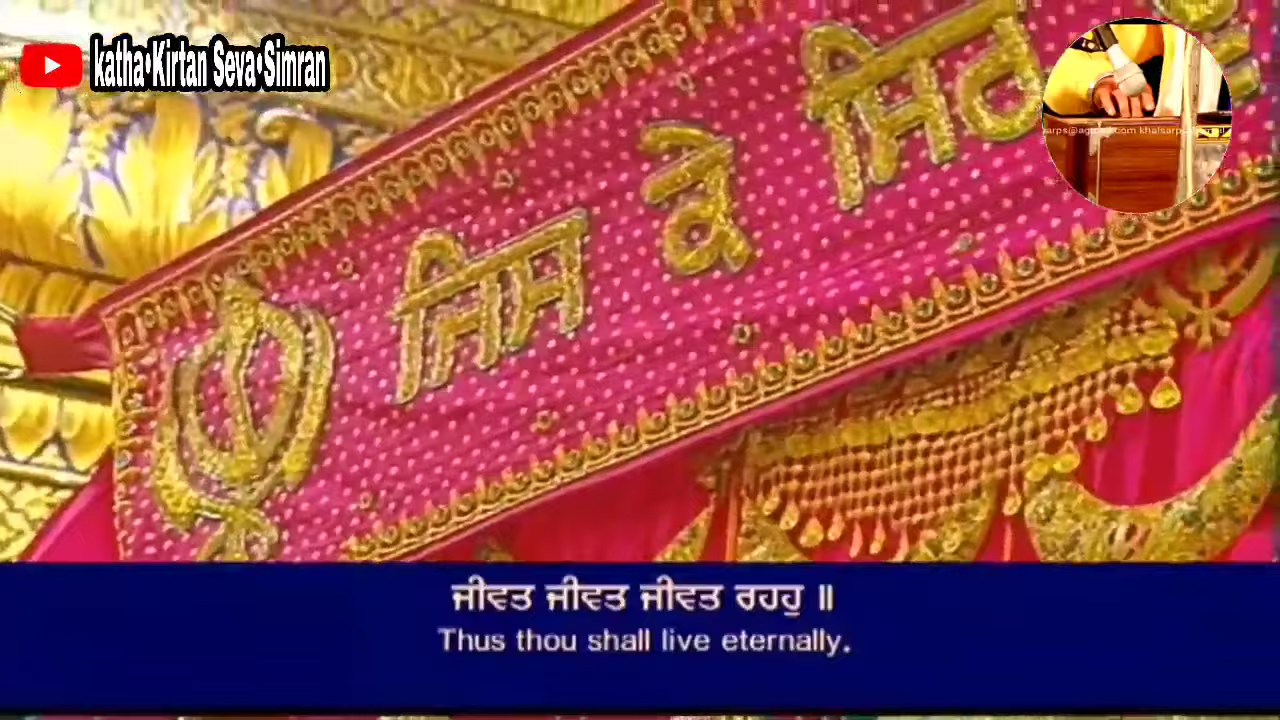 katha•Kirtan Seva•Simran
ਜਿਸ ਕੇ ਸਿਰ
ਜੀਵਤ ਜੀਵਤ ਜੀਵਤ ਰਹਹੁ ॥
Thus thou shall live eternally.